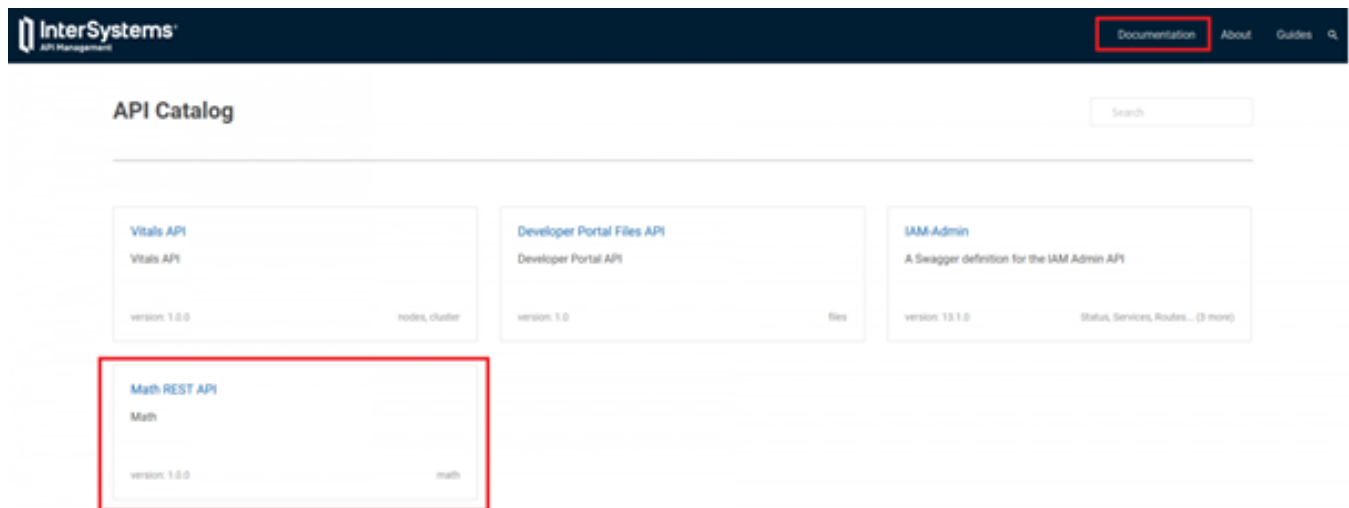 InterSystems
API Management
Documentation About Guides
API Catalog
Search
Vitals API
Vitals API
version: 1.0.0 nodes, cluster
Developer Portal Files API
Developer Portal API
version: 1.0 files
IAM-Admin
A Swagger definition for the IAM Admin API
version: 13.1.0 Status, Services, Routes... (3 more)
Math REST API
Math
version: 1.0.0 math